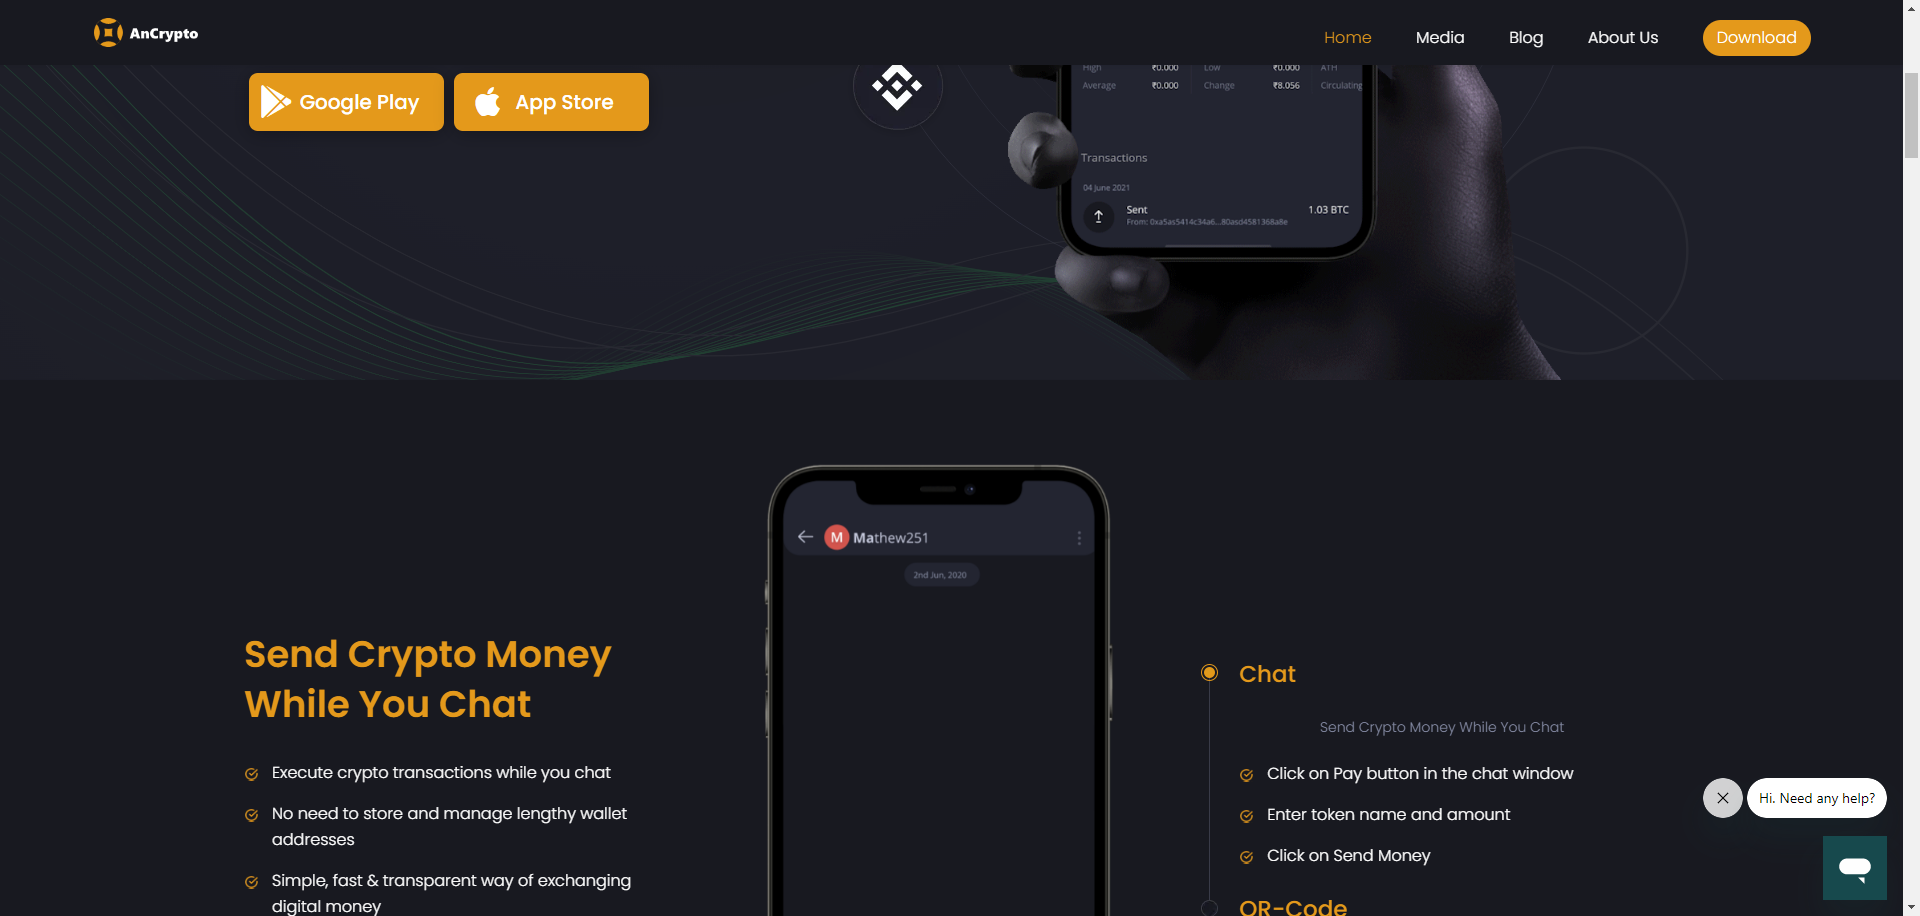 AnCrypto
Home
Media
Blog
About Us
Download
Google Play
App Store
High
₹0.000
Low
₹0.000
ATH
Average
₹0.000
Change
₹8.056
Circulating
Transactions
04 June 2021
Sent
1.03 BTC
From: 0xa5as5414c34a6...80asd4581368a8e
M Mathew251
2nd Jun, 2020
Send Crypto Money
While You Chat
Execute crypto transactions while you chat
No need to store and manage lengthy wallet
addresses
Simple, fast & transparent way of exchanging
digital money
Chat
Send Crypto Money While You Chat
Click on Pay button in the chat window
Enter token name and amount
Click on Send Money
QR-Code
Hi. Need any help?